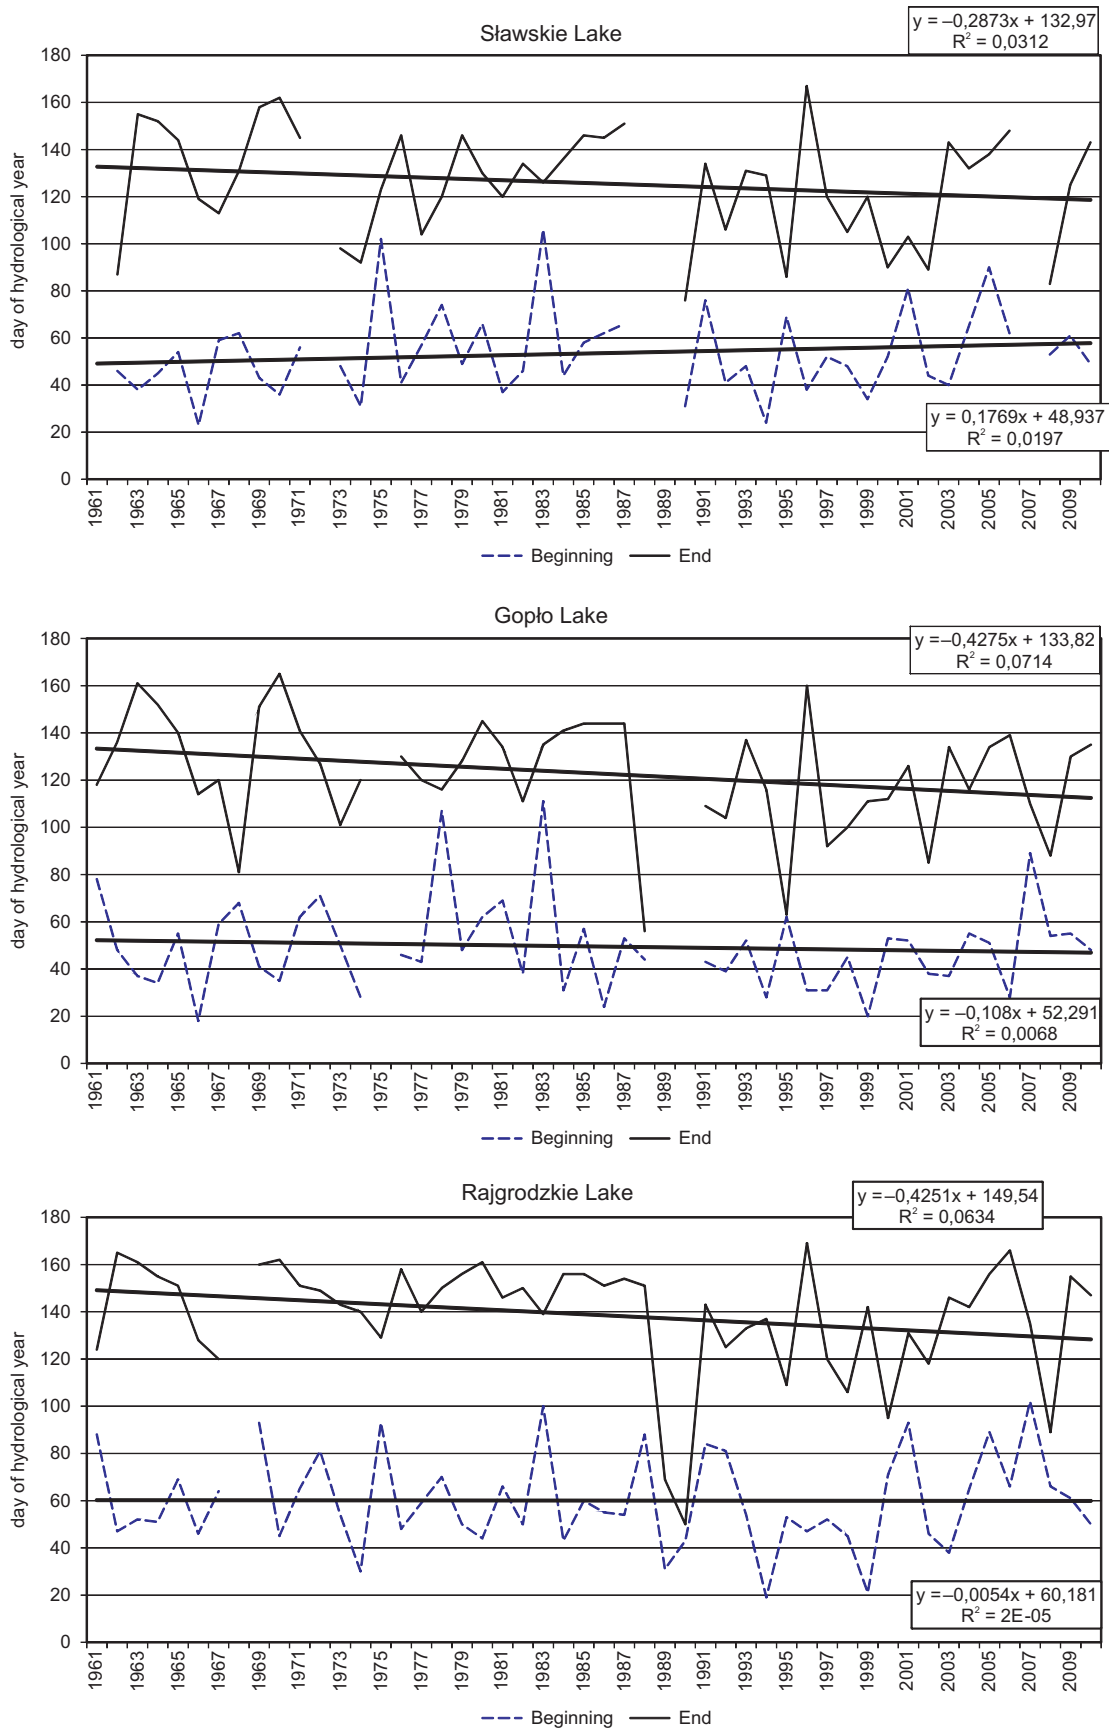 Sławskie Lake
y = –0,2873x + 132,97
R² = 0,0312
180
160
140
120
100
80
60
40
20
0
day of hydrological year
y = 0,1769x + 48,937
R² = 0,0197
1961 1963 1965 1967 1969 1971 1973 1975 1977 1979 1981 1983 1985 1987 1989 1991 1993 1995 1997 1999 2001 2003 2005 2007 2009
Beginning End
Gopło Lake
y =–0,4275x + 133,82
R² = 0,0714
180
160
140
120
100
80
60
40
20
0
day of hydrological year
y = –0,108x + 52,291
R² = 0,0068
1961 1963 1965 1967 1969 1971 1973 1975 1977 1979 1981 1983 1985 1987 1989 1991 1993 1995 1997 1999 2001 2003 2005 2007 2009
Beginning End
Rajgrodzkie Lake
y =–0,4251x + 149,54
R² = 0,0634
180
160
140
120
100
80
60
40
20
0
day of hydrological year
y =–0,0054x + 60,181
R² = 2E-05
1961 1963 1965 1967 1969 1971 1973 1975 1977 1979 1981 1983 1985 1987 1989 1991 1993 1995 1997 1999 2001 2003 2005 2007 2009
Beginning End